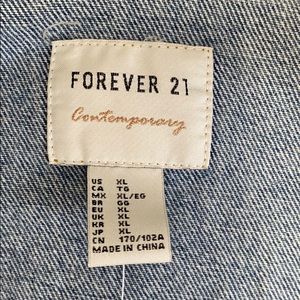 FOREVER 21
Contemporary
US XL
CA TG
MX XL/EG
BR GG
EU XL
UK XL
KR XL
JP XL
CN 170/102A
MADE IN CHINA